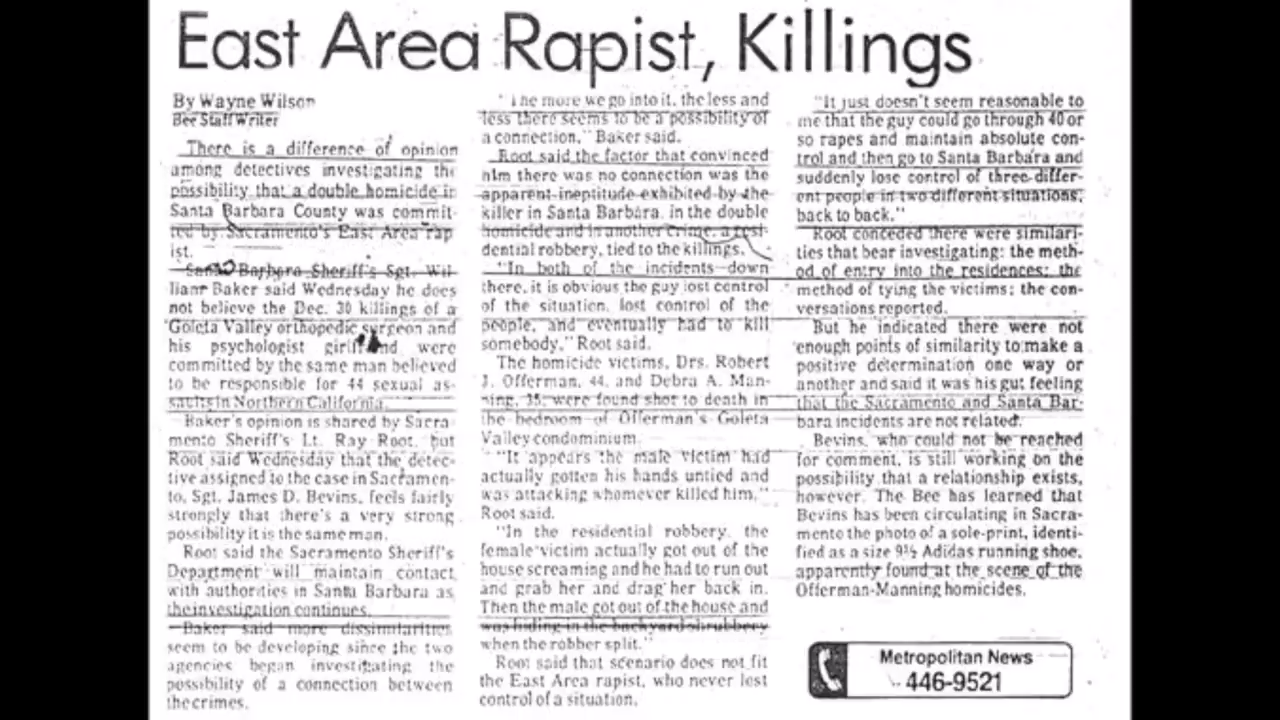 East Area Rapist, Killings
By Wayne Wilson
Bee Staff Writer
There is a difference of opinion
among detectives investigating the
possibility that a double homicide in
Santa Barbara County was commit-
ted by Sacramento's East Area rap
ist.
Santa Barbara Sheriff's Sgt. Wil-
liam Baker said Wednesday he does
not believe the Dec. 30 killings of a
Goleta Valley orthopedic surgeon and
his psychologist girlfriend were
committed by the same man believed
to be responsible for 44 sexual as-
saults in Northern California.
Baker's opinion is shared by Sacra-
mento Sheriff's Lt. Ray Root, but
Root said Wednesday that the detec-
tive assigned to the case in Sacramen-
to, Sgt. James D. Bevins, feels fairly
strongly that there's a very strong
possibility it is the same man.
Root said the Sacramento Sheriff's
Department will maintain contact
with authorities in Santa Barbara as
the investigation continues.
Baker said more dissimilarities
seem to be developing since the two
agencies began investigating the
possibility of a connection between
the crimes.
"The more we go into it, the less and
less there seems to be a possibility of
a connection," Baker said.
Root said the factor that convinced
him there was no connection was the
apparent ineptitude exhibited by the
killer in Santa Barbara, in the double
homicide and in another crime, a resi-
dential robbery, tied to the killings.
"In both of the incidents down
there, it is obvious the guy lost control
of the situation, lost control of the
people, and eventually had to kill
somebody," Root said.
The homicide victims, Drs. Robert
J. Offerman, 44, and Debra A. Man-
ning, 35, were found shot to death in
the bedroom of Offerman's Goleta
Valley condominium.
"It appears the male victim had
actually gotten his hands untied and
was attacking whomever killed him,"
Root said.
"In the residential robbery, the
female victim actually got out of the
house screaming and he had to run out
and grab her and drag her back in.
Then the male got out of the house and
was hiding in the backyard shrubbery
when the robber split."
Root said that scenario does not fit
the East Area rapist, who never lost
control of a situation.
"It just doesn't seem reasonable to
me that the guy could go through 40 or
so rapes and maintain absolute con-
trol and then go to Santa Barbara and
suddenly lose control of three differ-
ent people in two different situations,
back to back."
Root conceded there were similari-
ties that bear investigating: the meth-
od of entry into the residences; the
method of tying the victims; the con-
versations reported.
But he indicated there were not
enough points of similarity to make a
positive determination one way or
another and said it was his gut feeling
that the Sacramento and Santa Bar-
bara incidents are not related.
Bevins, who could not be reached
for comment, is still working on the
possibility that a relationship exists,
however. The Bee has learned that
Bevins has been circulating in Sacra-
mento the photo of a sole-print, identi-
fied as a size 9½ Adidas running shoe,
apparently found at the scene of the
Offerman-Manning homicides.
Metropolitan News
446-9521